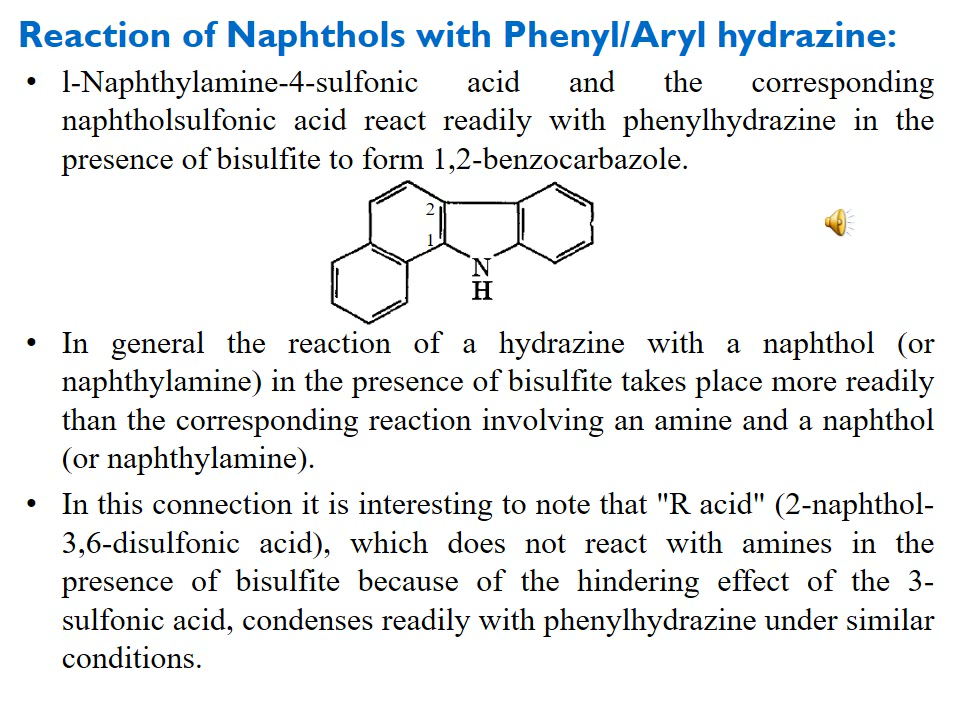 Reaction of Naphthols with Phenyl/Aryl hydrazine:
• l-Naphthylamine-4-sulfonic acid and the corresponding
naphtholsulfonic acid react readily with phenylhydrazine in the
presence of bisulfite to form 1,2-benzocarbazole.
2
1
N
H
• In general the reaction of a hydrazine with a naphthol (or
naphthylamine) in the presence of bisulfite takes place more readily
than the corresponding reaction involving an amine and a naphthol
(or naphthylamine).
• In this connection it is interesting to note that "R acid" (2-naphthol-
3,6-disulfonic acid), which does not react with amines in the
presence of bisulfite because of the hindering effect of the 3-
sulfonic acid, condenses readily with phenylhydrazine under similar
conditions.